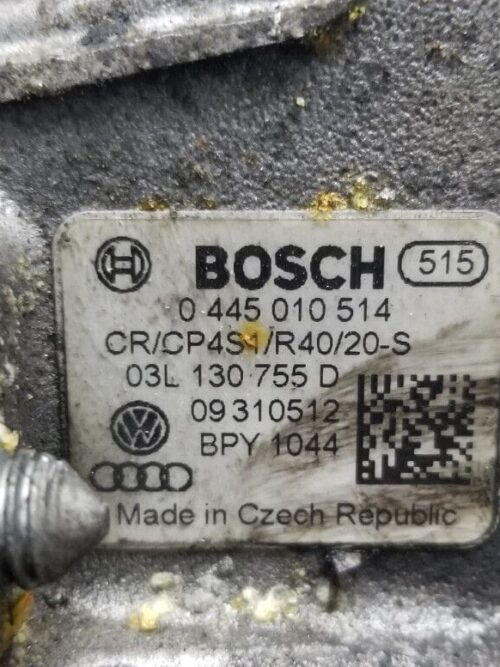 BOSCH 515
0 445 010 514
CR/CP4S1/R40/20-S
03L 130 755 D
09310512
BPY 1044
Made in Czech Republic